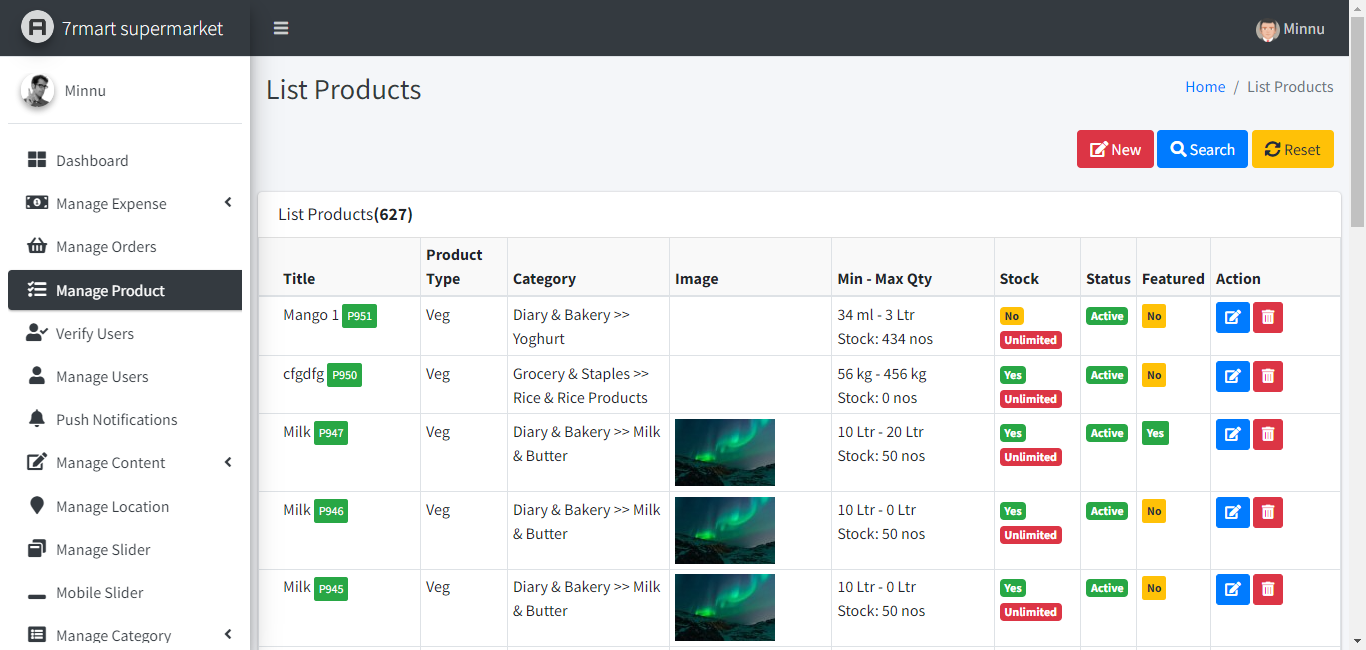 7rmart supermarket
Minnu
Minnu
Dashboard
Manage Expense
Manage Orders
Manage Product
Verify Users
Manage Users
Push Notifications
Manage Content
Manage Location
Manage Slider
Mobile Slider
Manage Category
List Products
Home / List Products
New Search Reset
List Products(627)
Title Product Type Category Image Min - Max Qty Stock Status Featured Action
Mango 1 P951 Veg Diary & Bakery >> 34 ml - 3 Ltr No Active No
Yoghurt Stock: 434 nos Unlimited
cfgdfg P950 Veg Grocery & Staples >> 56 kg - 456 kg Yes Active No
Rice & Rice Products Stock: 0 nos Unlimited
Milk P947 Veg Diary & Bakery >> Milk 10 Ltr - 20 Ltr Yes Active Yes
& Butter Stock: 50 nos Unlimited
Milk P946 Veg Diary & Bakery >> Milk 10 Ltr - 0 Ltr Yes Active No
& Butter Stock: 50 nos Unlimited
Milk P945 Veg Diary & Bakery >> Milk 10 Ltr - 0 Ltr Yes Active No
& Butter Stock: 50 nos Unlimited